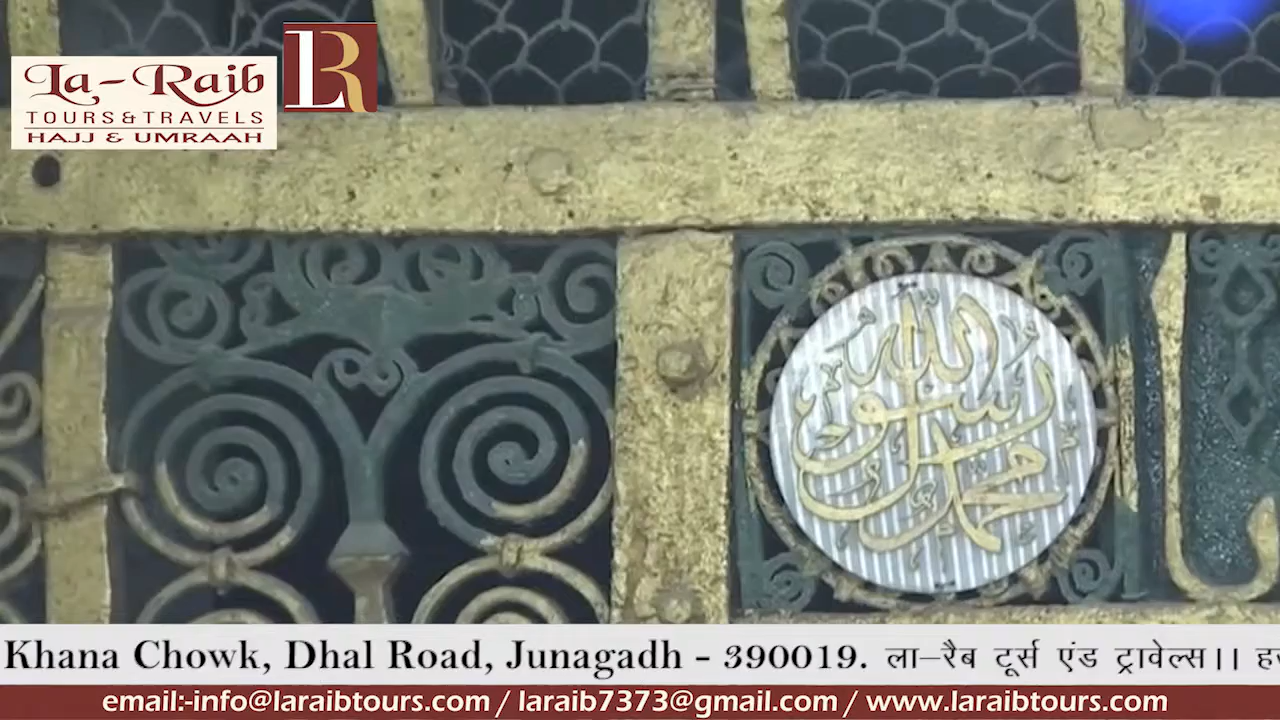 La-Raib
TOURS & TRAVELS
HAJJ & UMRAAH
LR
محمد رسول الله
Khana Chowk, Dhal Road, Junagadh - 390019. ला–रैब टूर्स एंड ट्रावेल्स।।
email:-info@laraibtours.com / laraib7373@gmail.com / www.laraibtours.com